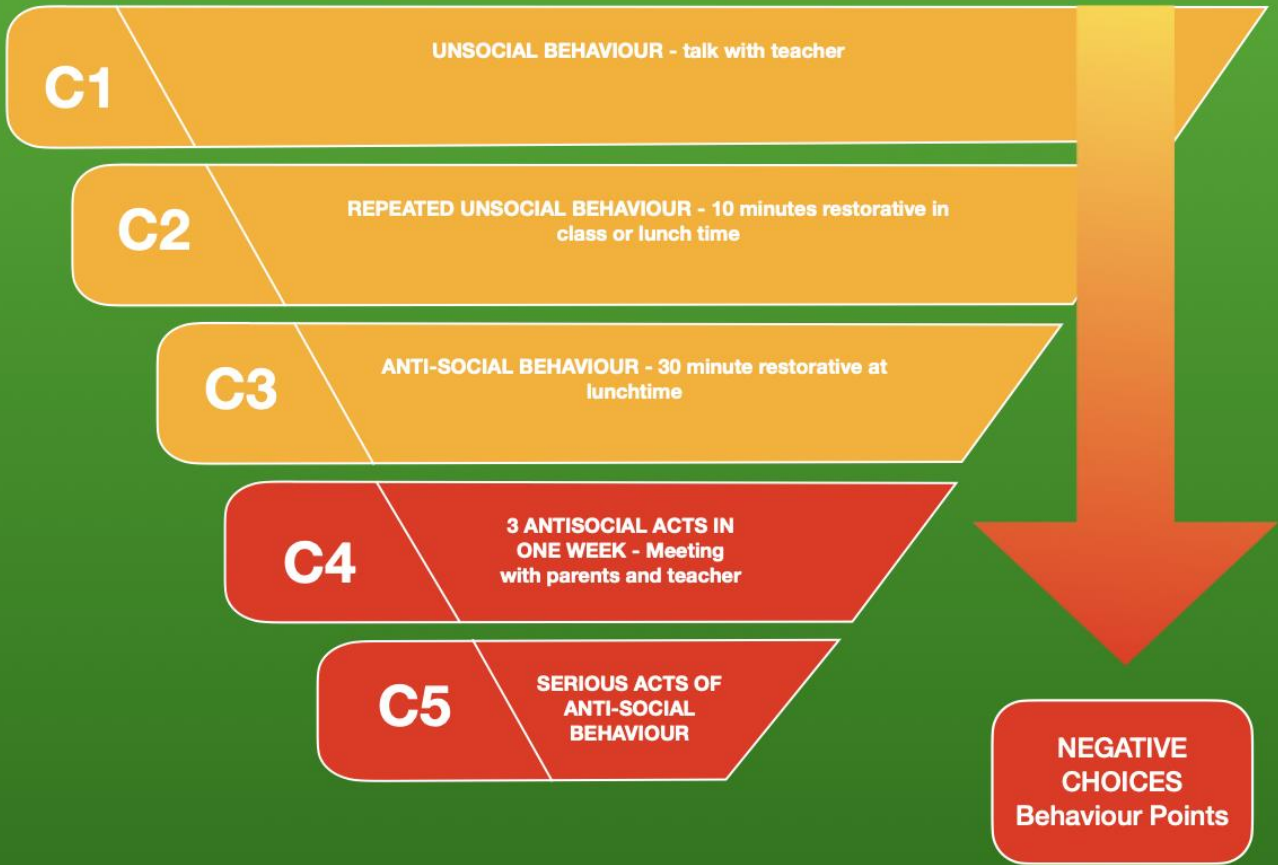 C1
UNSOCIAL BEHAVIOUR - talk with teacher
C2
REPEATED UNSOCIAL BEHAVIOUR - 10 minutes restorative in
class or lunch time
C3
ANTI-SOCIAL BEHAVIOUR - 30 minute restorative at
lunchtime
C4
3 ANTISOCIAL ACTS IN
ONE WEEK - Meeting
with parents and teacher
C5
SERIOUS ACTS OF
ANTI-SOCIAL
BEHAVIOUR
NEGATIVE
CHOICES
Behaviour Points